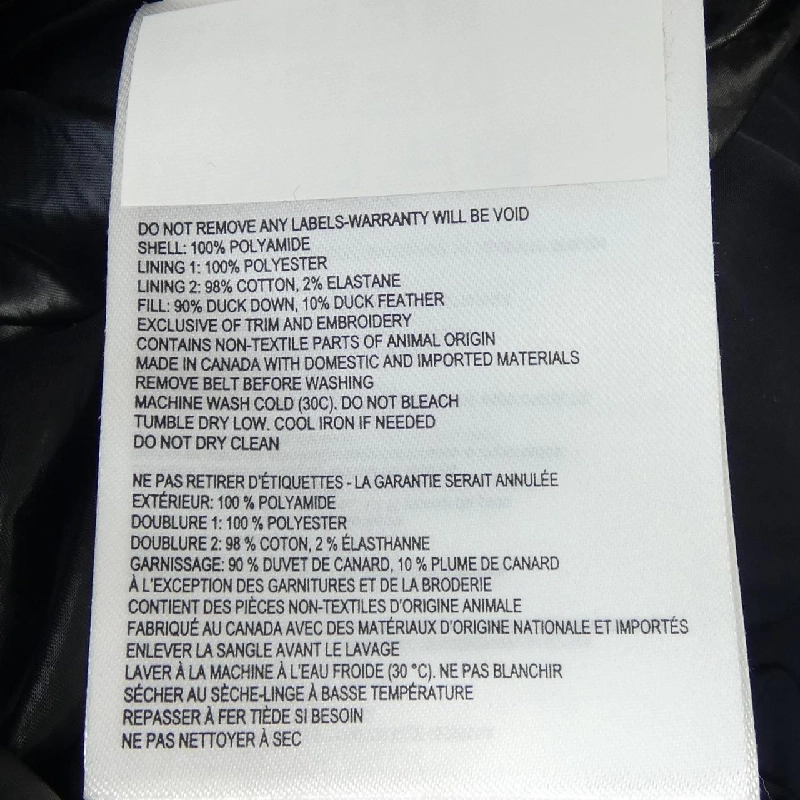 DO NOT REMOVE ANY LABELS-WARRANTY WILL BE VOID
SHELL: 100% POLYAMIDE
LINING 1: 100% POLYESTER
LINING 2: 98% COTTON, 2% ELASTANE
FILL: 90% DUCK DOWN, 10% DUCK FEATHER
EXCLUSIVE OF TRIM AND EMBROIDERY
CONTAINS NON-TEXTILE PARTS OF ANIMAL ORIGIN
MADE IN CANADA WITH DOMESTIC AND IMPORTED MATERIALS
REMOVE BELT BEFORE WASHING
MACHINE WASH COLD (30C). DO NOT BLEACH
TUMBLE DRY LOW. COOL IRON IF NEEDED
DO NOT DRY CLEAN
NE PAS RETIRER D'ÉTIQUETTES - LA GARANTIE SERAIT ANNULÉE
EXTÉRIEUR: 100 % POLYAMIDE
DOUBLURE 1: 100 % POLYESTER
DOUBLURE 2: 98 % COTON, 2 % ÉLASTHANNE
GARNISSAGE: 90 % DUVET DE CANARD, 10 % PLUME DE CANARD
À L'EXCEPTION DES GARNITURES ET DE LA BRODERIE
CONTIENT DES PIÈCES NON-TEXTILES D'ORIGINE ANIMALE
FABRIQUÉ AU CANADA AVEC DES MATÉRIAUX D'ORIGINE NATIONALE ET IMPORTÉS
ENLEVER LA SANGLE AVANT LE LAVAGE
LAVER À LA MACHINE À L'EAU FROIDE (30 °C). NE PAS BLANCHIR
SÉCHER AU SÈCHE-LINGE À BASSE TEMPÉRATURE
REPASSER À FER TIÈDE SI BESOIN
NE PAS NETTOYER À SEC